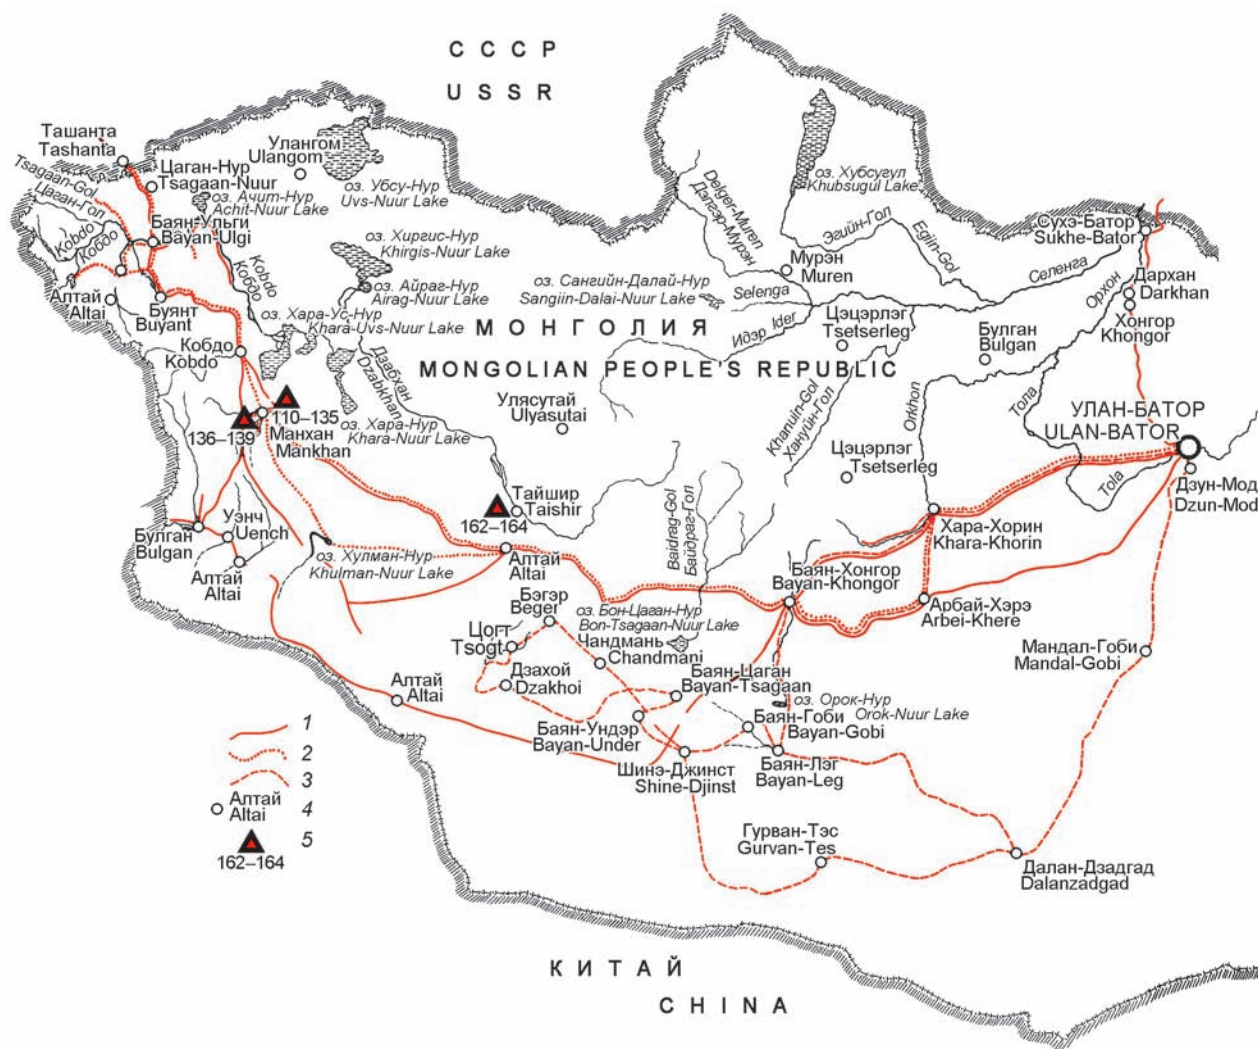 СССР
USSR
Ташанта
Tashanta
Цаган-Нур
Tsagaan-Nuur
Улангом
Ulangom
оз. Убсу-Нур
Uvs-Nuur Lake
оз. Ачит-Нур
Achit-Nuur Lake
Tsagaan-Gol
Цаган-Гол
Kobdo
Кобдо
Баян-Ульги
Bayan-Ulgi
Kobdo
Кобдо
оз. Хиргис-Нур
Khirgis-Nuur Lake
оз. Айраг-Нур
Airag-Nuur Lake
Алтай
Altai
Буянт
Buyant
оз. Хара-Ус-Нур
Khara-Uvs-Nuur Lake
Кобдо
Kobdo
Дзабхан
Dzabkhan
оз. Хубсугул
Khubsugul Lake
Delger-Muren
Дэлгэр-Мурэн
Эгийн-Гол
Egiin-Gol
Мурэн
Muren
оз. Сангийн-Далай-Нур
Sangiin-Dalai-Nuur Lake
Selenga
Селенга
Идэр Ider
Сухэ-Батор
Sukhe-Bator
Орхон
Дархан
Darkhan
Хонгор
Khongor
Цэцэрлэг
Tsetserleg
Булган
Bulgan
МОНГОЛИЯ
MONGOLIAN PEOPLE'S REPUBLIC
110–135
136–139
Манхан
Mankhan
оз. Хара-Нур
Khara-Nuur Lake
Улясутай
Ulyasutai
Khanuin-Gol
Хануйн-Гол
Orkhon
Тола
УЛАН-БАТОР
ULAN-BATOR
Tola
Дзун-Мод
Dzun-Mod
Цэцэрлэг
Tsetserleg
Тайшир
Taishir
162–164
Baidrag-Gol
Байдраг-Гол
Хара-Хорин
Khara-Khorin
Булган
Bulgan
Уэнч
Uench
Алтай
Altai
оз. Хулман-Нур
Khulman-Nuur Lake
Алтай
Altai
Баян-Хонгор
Bayan-Khongor
Арбай-Хэрэ
Arbei-Khere
Бэгэр
Beger
оз. Бон-Цаган-Нур
Bon-Tsagaan-Nuur Lake
Цогт
Tsogt
Чандмань
Chandmani
Дзахой
Dzakhoi
Баян-Цаган
Bayan-Tsagaan
Мандал-Гоби
Mandal-Gobi
Алтай
Altai
оз. Орок-Нур
Orok-Nuur Lake
Баян-Ундэр
Bayan-Under
Баян-Гоби
Bayan-Gobi
Шинэ-Джинст
Shine-Djinst
Баян-Лэг
Bayan-Leg
Гурван-Тэс
Gurvan-Tes
Далан-Дзадгад
Dalanzadgad
1
2
3
Алтай
Altai
4
5
162–164
КИТАЙ
CHINA